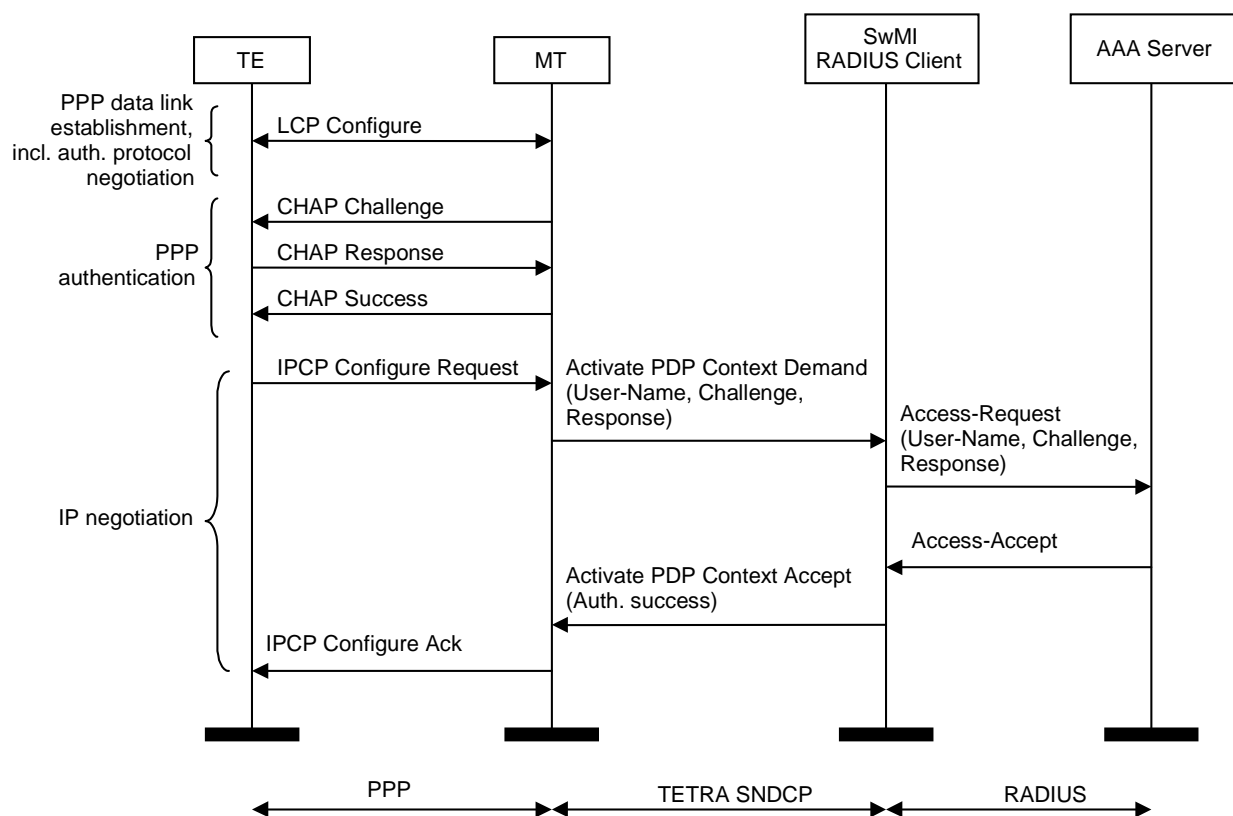 TE
MT
SwMI
RADIUS Client
AAA Server
PPP data link
establishment,
incl. auth. protocol
negotiation
LCP Configure
PPP
authentication
CHAP Challenge
CHAP Response
CHAP Success
IP negotiation
IPCP Configure Request
Activate PDP Context Demand
(User-Name, Challenge,
Response)
Access-Request
(User-Name, Challenge,
Response)
Access-Accept
Activate PDP Context Accept
(Auth. success)
IPCP Configure Ack
PPP
TETRA SNDCP
RADIUS